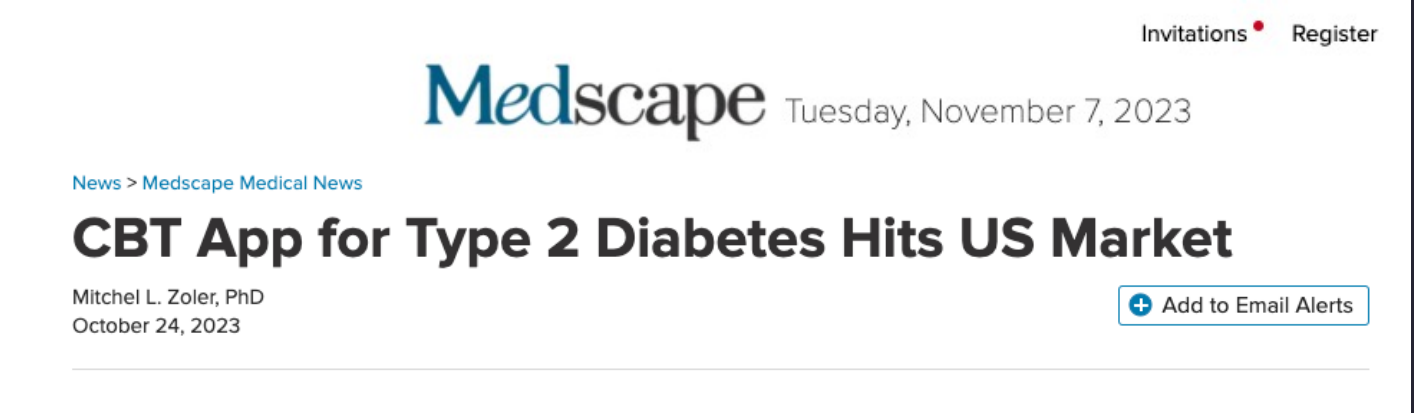 Invitations Register
Medscape Tuesday, November 7, 2023
News > Medscape Medical News
CBT App for Type 2 Diabetes Hits US Market
Mitchel L. Zoler, PhD
October 24, 2023
Add to Email Alerts